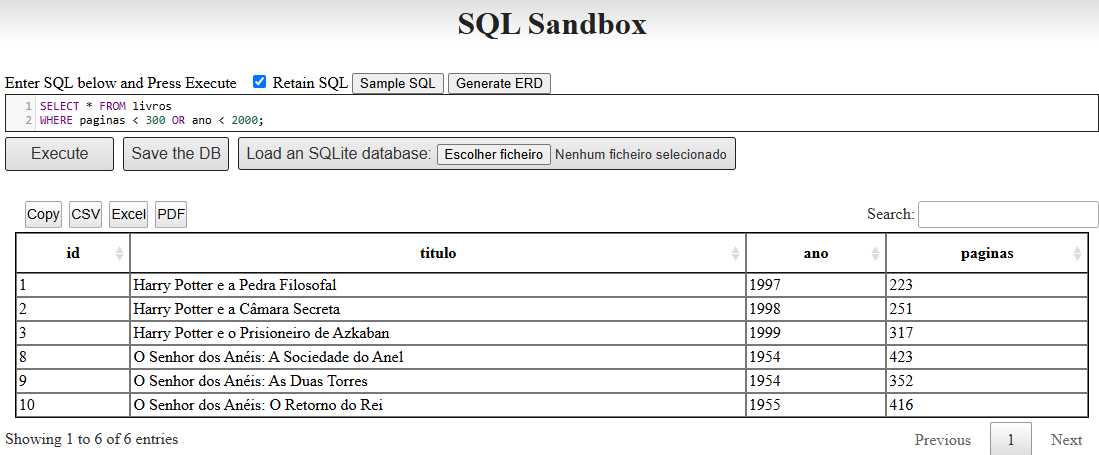 SQL Sandbox
Enter SQL below and Press Execute Retain SQL Sample SQL Generate ERD
1 SELECT * FROM livros
2 WHERE paginas < 300 OR ano < 2000;
Execute Save the DB Load an SQLite database: Escolher ficheiro Nenhum ficheiro selecionado
Copy CSV Excel PDF Search:
id titulo ano paginas
1 Harry Potter e a Pedra Filosofal 1997 223
2 Harry Potter e a Câmara Secreta 1998 251
3 Harry Potter e o Prisioneiro de Azkaban 1999 317
8 O Senhor dos Anéis: A Sociedade do Anel 1954 423
9 O Senhor dos Anéis: As Duas Torres 1954 352
10 O Senhor dos Anéis: O Retorno do Rei 1955 416
Showing 1 to 6 of 6 entries Previous 1 Next